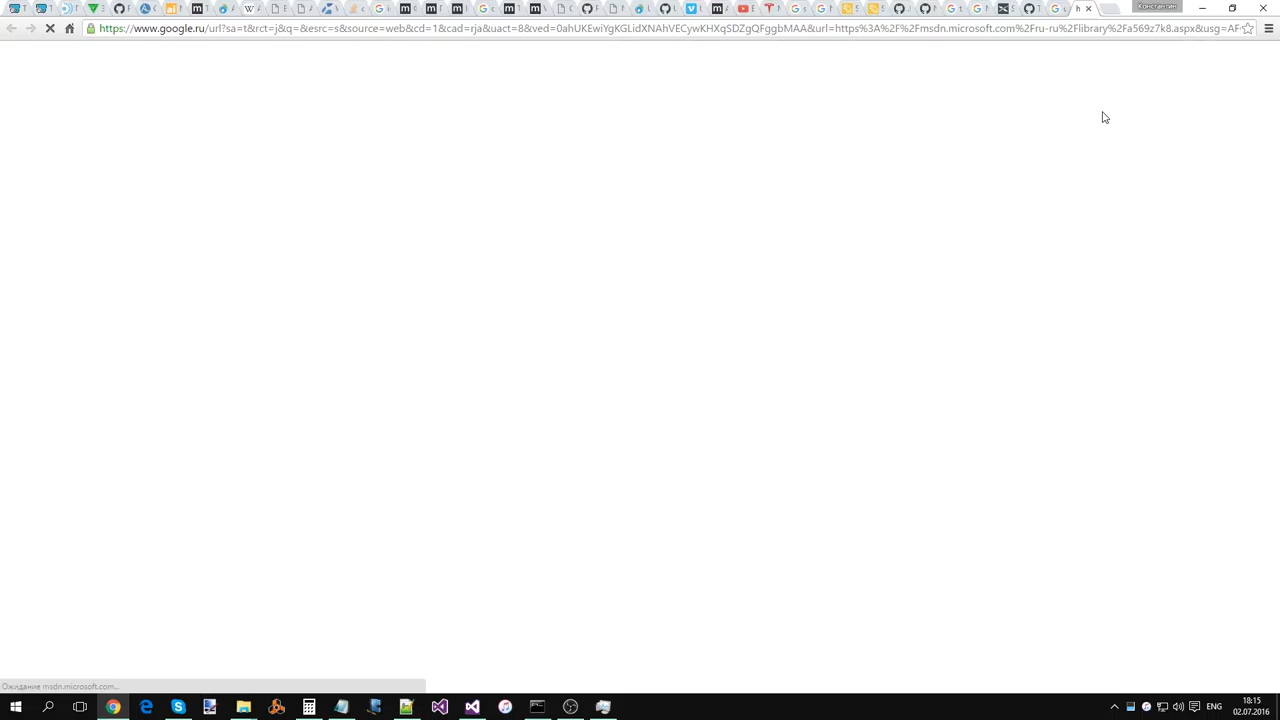 Константин
https://www.google.ru/url?sa=t&rct=j&q=&esrc=s&source=web&cd=1&cad=rja&uact=8&ved=0ahUKEwiYgKGLidXNAhVECywKHXqSDZgQFggbMAA&url=https%3A%2F%2Fmsdn.microsoft.com%2Fru-ru%2Flibrary%2Fa569z7k8.aspx&usg=AF
Ожидание msdn.microsoft.com...
ENG
18:15
02.07.2016